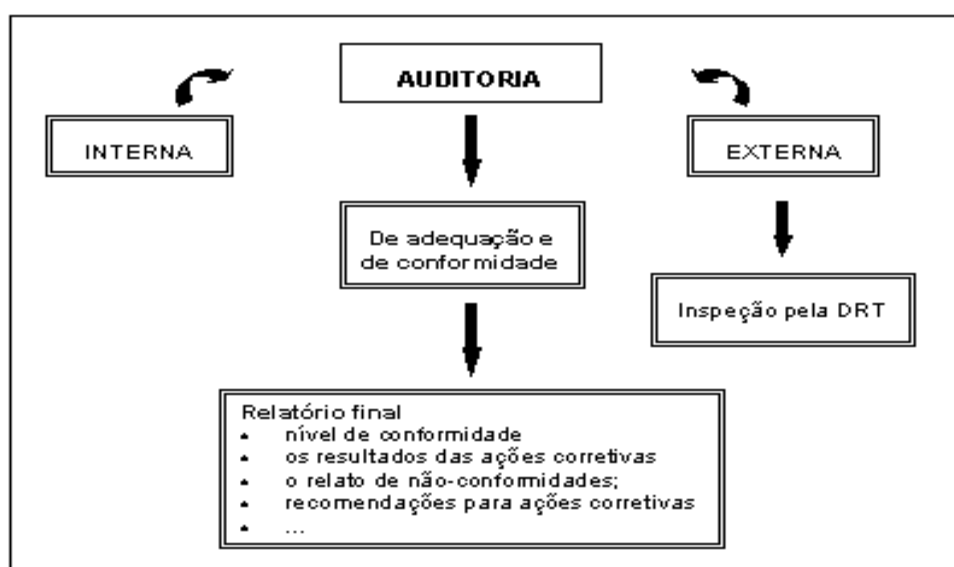 AUDITORIA
INTERNA
EXTERNA
De adequação e
de conformidade
Inspeção pela DRT
Relatório final
• nível de conformidade
• os resultados das ações corretivas
• o relato de não-conformidades;
• recomendações para ações corretivas
• ...